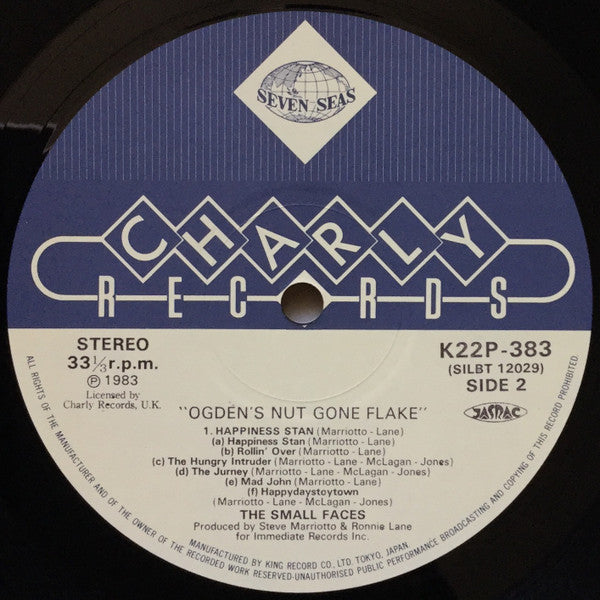 SEVEN SEAS
CHARLY
RECORDS
STEREO
33 1/3 r.p.m.
Ⓟ 1983
Licensed by
Charly Records, U.K.
K22P-383
(SILBT 12029)
SIDE 2
JASRAC
"OGDEN'S NUT GONE FLAKE"
1. HAPPINESS STAN (Marriotto - Lane)
(a) Happiness Stan (Marriotto - Lane)
(b) Rollin' Over (Marriotto - Lane)
(c) The Hungry Intruder (Marriotto - Lane - McLagan - Jones)
(d) The Jurney (Marriotto - Lane - McLagan - Jones)
(e) Mad John (Marriotto - Lane)
(f) Happydaystoytown
(Marriotto - Lane - McLagan - Jones)
THE SMALL FACES
Produced by Steve Marriotto & Ronnie Lane
for Immediate Records Inc.
MANUFACTURED BY KING RECORD CO., LTD. TOKYO, JAPAN
ALL RIGHTS OF THE MANUFACTURER AND OF THE OWNER OF THE RECORDED WORK RESERVED·UNAUTHORISED PUBLIC PERFORMANCE BROADCASTING AND COPYING OF THIS RECORD PROHIBITED.